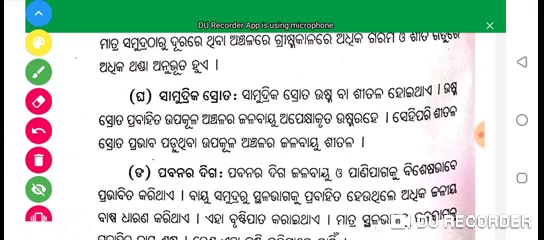 DU Recorder App is using microphone
ମାତ୍ର ସମୁଦ୍ରଠାରୁ ଦୂରରେ ଥିବା ଅଞ୍ଚଳରେ ଗ୍ରୀଷ୍ମକାଳରେ ଅଧିକ ଗରମ ଓ ଶୀତ ଋତୁରେ
ଅଧିକ ଥଣ୍ଡା ଅନୁଭୂତ ହୁଏ ।
(ଘ) ସାମୁଦ୍ରିକ ସ୍ରୋତ: ସାମୁଦ୍ରିକ ସ୍ରୋତ ଉଷ୍ଣ ବା ଶୀତଳ ହୋଇଥାଏ । ଉଷ୍ଣ
ସ୍ରୋତ ପ୍ରବାହିତ ଉପକୂଳ ଅଞ୍ଚଳର ଜଳବାୟୁ ଅପେକ୍ଷାକୃତ ଉଷ୍ଣରହେ । ସେହିପରି ଶୀତଳ
ସ୍ରୋତ ପ୍ରଭାବ ପଡୁଥିବା ଉପକୂଳ ଅଞ୍ଚଳର ଜଳବାୟୁ ଶୀତଳ ।
(ଙ) ପବନର ଦିଗ: ପବନର ଦିଗ ଜଳବାୟୁ ଓ ପାଣିପାଗକୁ ବିଶେଷଭାବେ
ପ୍ରଭାବିତ କରିଥାଏ । ବାୟୁ ସମୁଦ୍ରରୁ ସ୍ଥଳଭାଗକୁ ପ୍ରବାହିତ ହେଉଥିଲେ ଅଧିକ ଜଳୀୟ
ବାଷ୍ପ ଧାରଣ କରିଥାଏ । ଏହା ବୃଷ୍ଟିପାତ କରାଇଥାଏ । ମାତ୍ର ସ୍ଥଳଭାଗରୁ
DU RECORDER